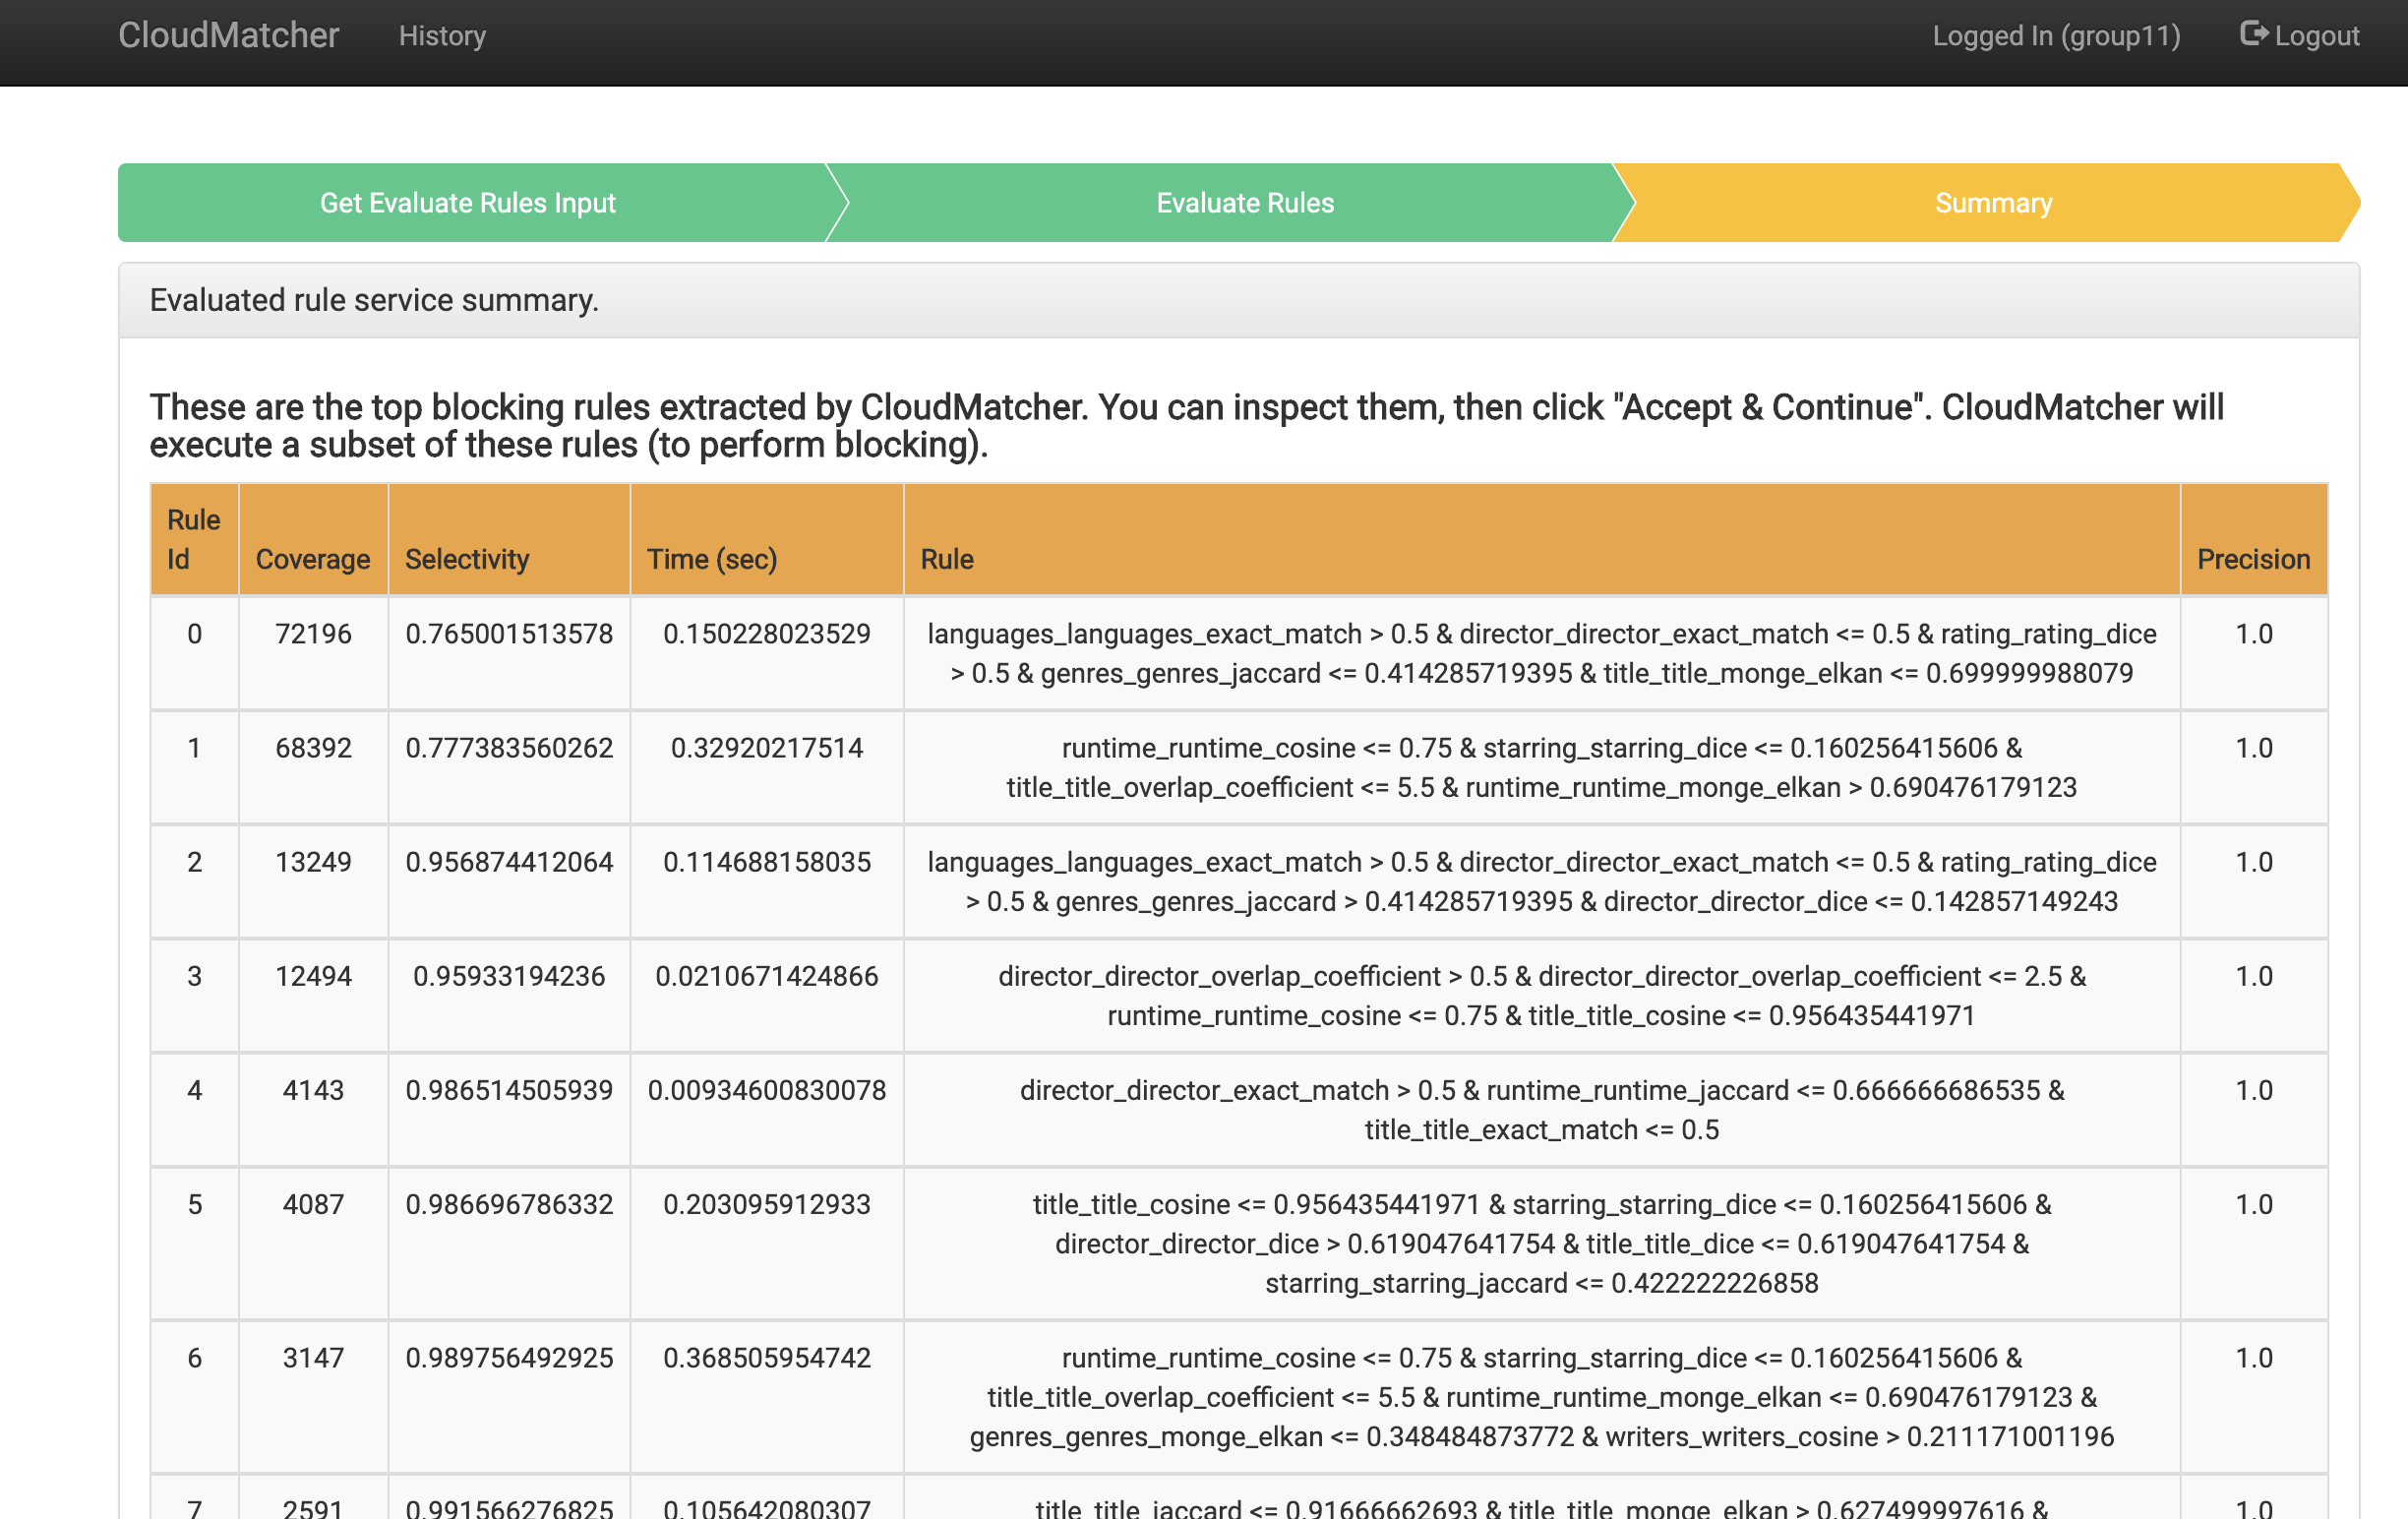 CloudMatcher History Logged In (group11) Logout
Get Evaluate Rules Input Evaluate Rules Summary
Evaluated rule service summary.
These are the top blocking rules extracted by CloudMatcher. You can inspect them, then click "Accept & Continue". CloudMatcher will
execute a subset of these rules (to perform blocking).
Rule
Id Coverage Selectivity Time (sec) Rule Precision
0 72196 0.765001513578 0.150228023529 languages_languages_exact_match > 0.5 & director_director_exact_match <= 0.5 & rating_rating_dice 1.0
> 0.5 & genres_genres_jaccard <= 0.414285719395 & title_title_monge_elkan <= 0.699999988079
1 68392 0.777383560262 0.32920217514 runtime_runtime_cosine <= 0.75 & starring_starring_dice <= 0.160256415606 & 1.0
title_title_overlap_coefficient <= 5.5 & runtime_runtime_monge_elkan > 0.690476179123
2 13249 0.956874412064 0.114688158035 languages_languages_exact_match > 0.5 & director_director_exact_match <= 0.5 & rating_rating_dice 1.0
> 0.5 & genres_genres_jaccard > 0.414285719395 & director_director_dice <= 0.142857149243
3 12494 0.95933194236 0.0210671424866 director_director_overlap_coefficient > 0.5 & director_director_overlap_coefficient <= 2.5 & 1.0
runtime_runtime_cosine <= 0.75 & title_title_cosine <= 0.956435441971
4 4143 0.986514505939 0.00934600830078 director_director_exact_match > 0.5 & runtime_runtime_jaccard <= 0.666666686535 & 1.0
title_title_exact_match <= 0.5
5 4087 0.986696786332 0.203095912933 title_title_cosine <= 0.956435441971 & starring_starring_dice <= 0.160256415606 & 1.0
director_director_dice > 0.619047641754 & title_title_dice <= 0.619047641754 &
starring_starring_jaccard <= 0.422222226858
6 3147 0.989756492925 0.368505954742 runtime_runtime_cosine <= 0.75 & starring_starring_dice <= 0.160256415606 & 1.0
title_title_overlap_coefficient <= 5.5 & runtime_runtime_monge_elkan <= 0.690476179123 &
genres_genres_monge_elkan <= 0.348484873772 & writers_writers_cosine > 0.211171001196
7 2591 0.991566276825 0.105642080307 title_title_jaccard <= 0.91666662693 & title_title_monge_elkan > 0.627499997616 & 1.0